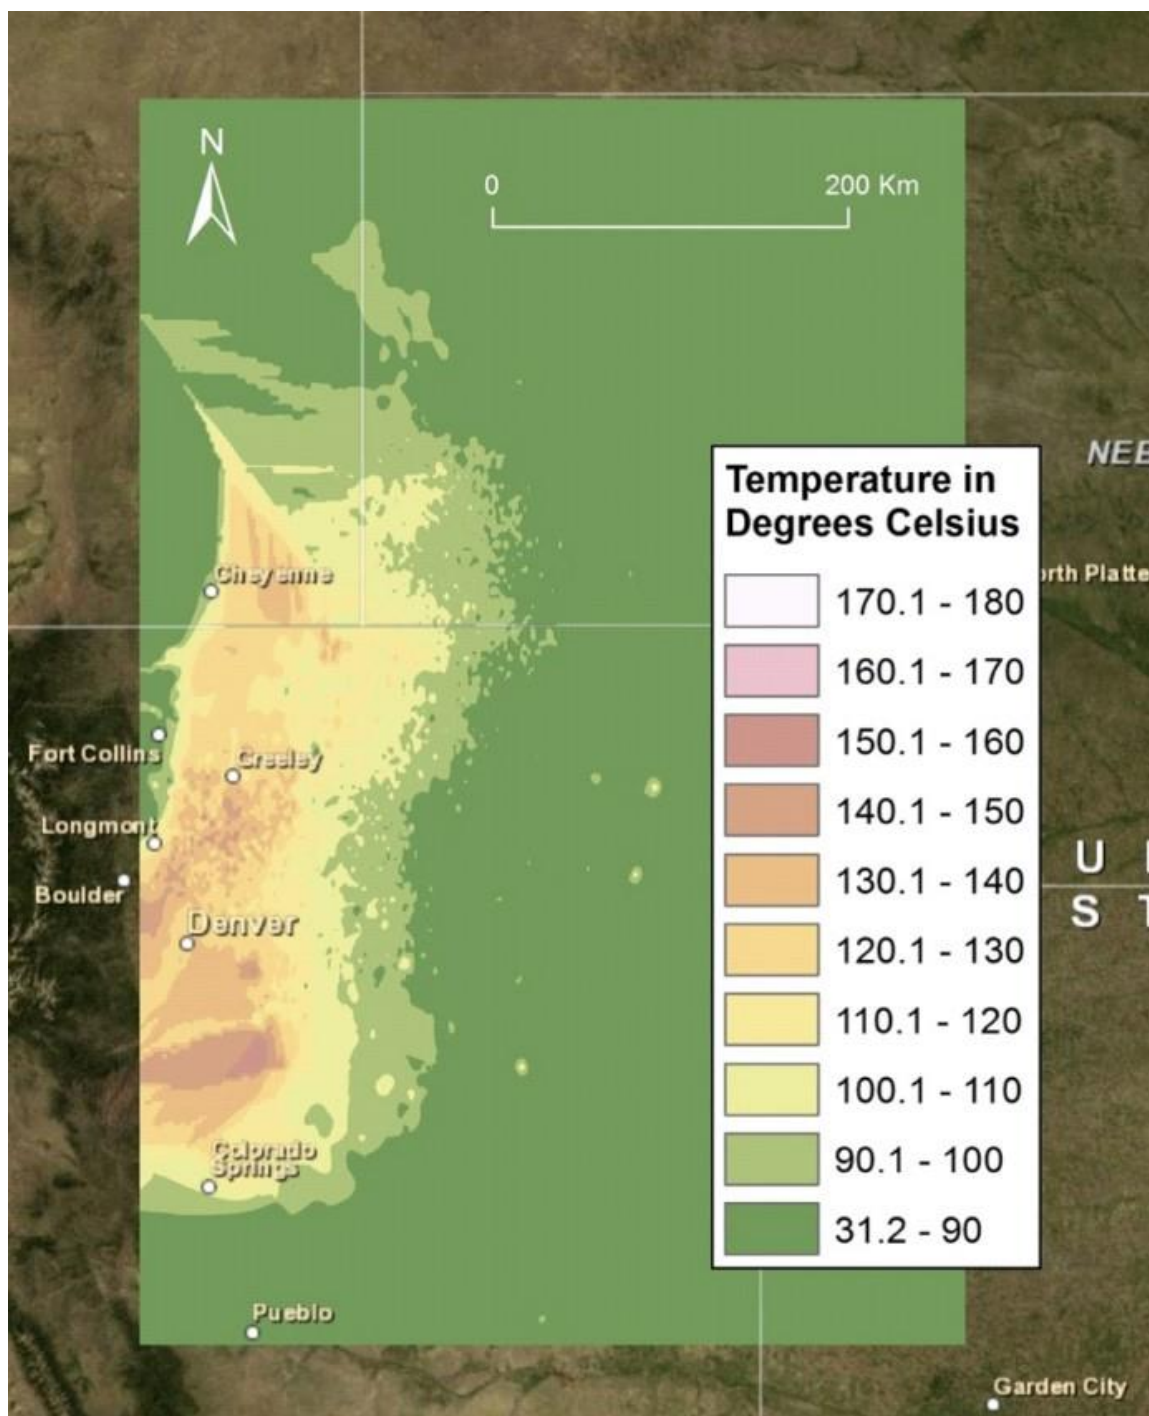 N
0 200 Km
NEB
Temperature in
Degrees Celsius
170.1 - 180
Cheyenne
orth Platte
160.1 - 170
150.1 - 160
Fort Collins
Greeley
140.1 - 150
Longmont
U
130.1 - 140
Boulder
S T
Denver
120.1 - 130
110.1 - 120
100.1 - 110
Colorado
Springs
90.1 - 100
31.2 - 90
Pueblo
Garden City